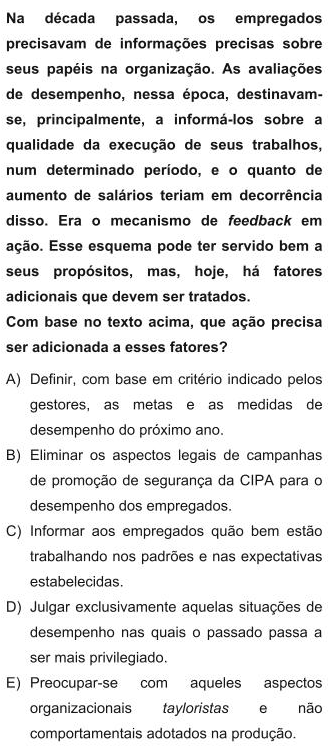 Na década passada, os empregados
precisavam de informações precisas sobre
seus papéis na organização. As avaliações
de desempenho, nessa época, destinavam-
se, principalmente, a informá-los sobre a
qualidade da execução de seus trabalhos,
num determinado período, e o quanto de
aumento de salários teriam em decorrência
disso. Era o mecanismo de feedback em
ação. Esse esquema pode ter servido bem a
seus propósitos, mas, hoje, há fatores
adicionais que devem ser tratados.
Com base no texto acima, que ação precisa
ser adicionada a esses fatores?
A) Definir, com base em critério indicado pelos
gestores, as metas e as medidas de
desempenho do próximo ano.
B) Eliminar os aspectos legais de campanhas
de promoção de segurança da CIPA para o
desempenho dos empregados.
C) Informar aos empregados quão bem estão
trabalhando nos padrões e nas expectativas
estabelecidas.
D) Julgar exclusivamente aquelas situações de
desempenho nas quais o passado passa a
ser mais privilegiado.
E) Preocupar-se com aqueles aspectos
organizacionais tayloristas e não
comportamentais adotados na produção.